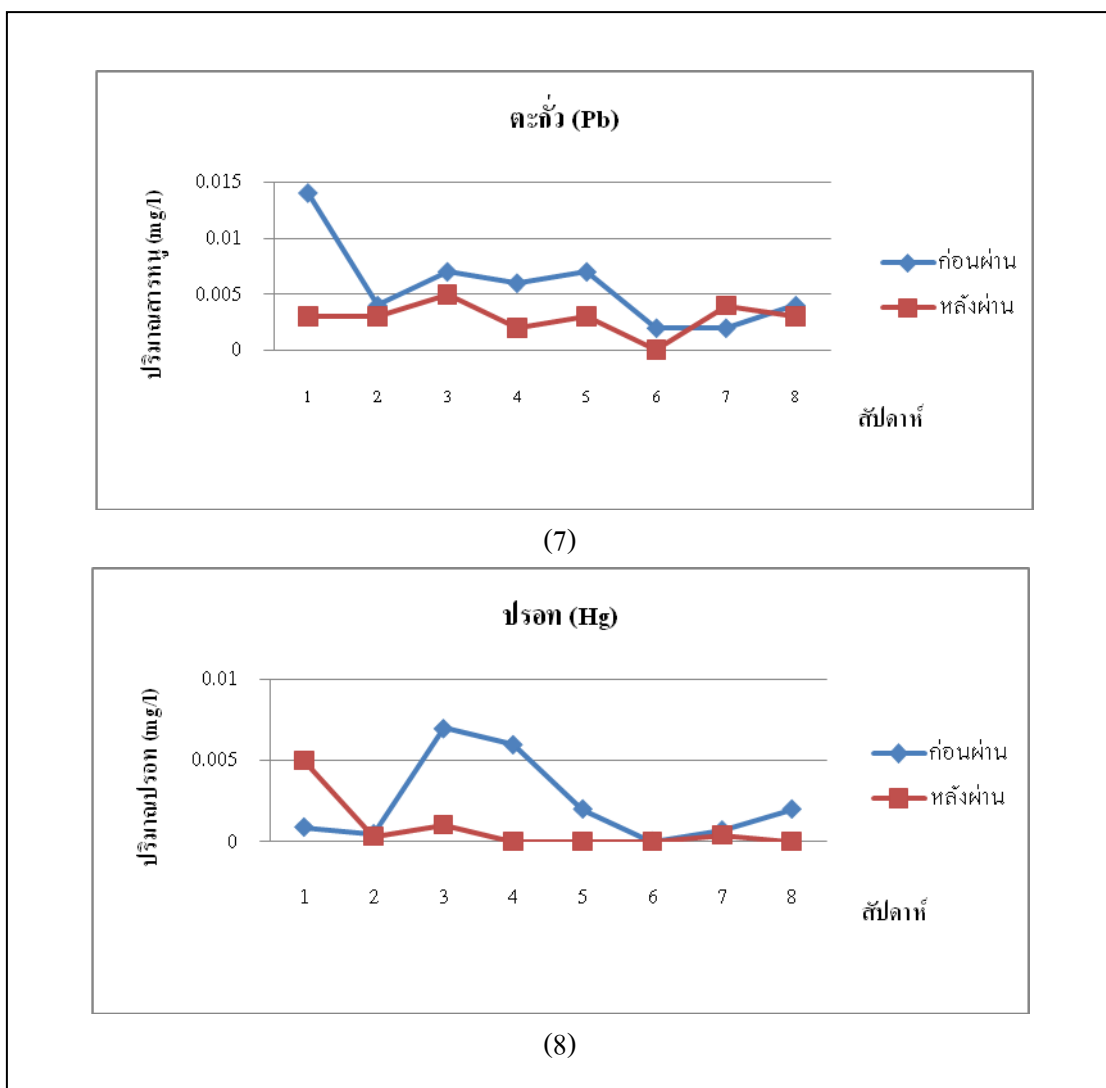 ตะกั่ว (Pb)
ปริมาณสารหนู (mg/l)
0.015
0.01
0.005
0
1 2 3 4 5 6 7 8
สัปดาห์
ก่อนผ่าน
หลังผ่าน
(7)
ปรอท (Hg)
ปริมาณปรอท (mg/l)
0.01
0.005
0
1 2 3 4 5 6 7 8
สัปดาห์
ก่อนผ่าน
หลังผ่าน
(8)